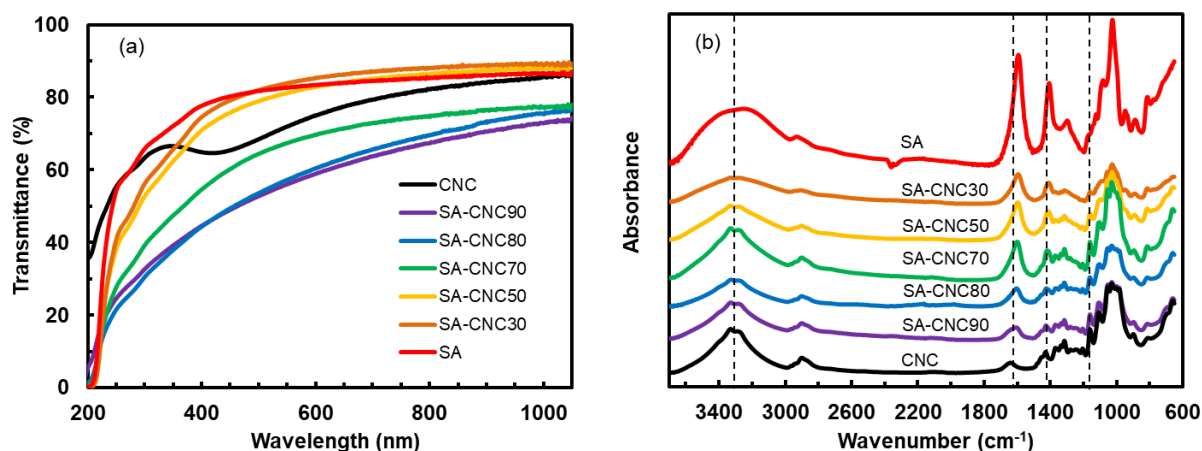 (a)
Transmittance (%)
100
80
60
40
20
0
200 400 600 800 1000
Wavelength (nm)
CNC
SA-CNC90
SA-CNC80
SA-CNC70
SA-CNC50
SA-CNC30
SA
(b)
Absorbance
SA
SA-CNC30
SA-CNC50
SA-CNC70
SA-CNC80
SA-CNC90
CNC
3400 3000 2600 2200 1800 1400 1000 600
Wavenumber (cm⁻¹)